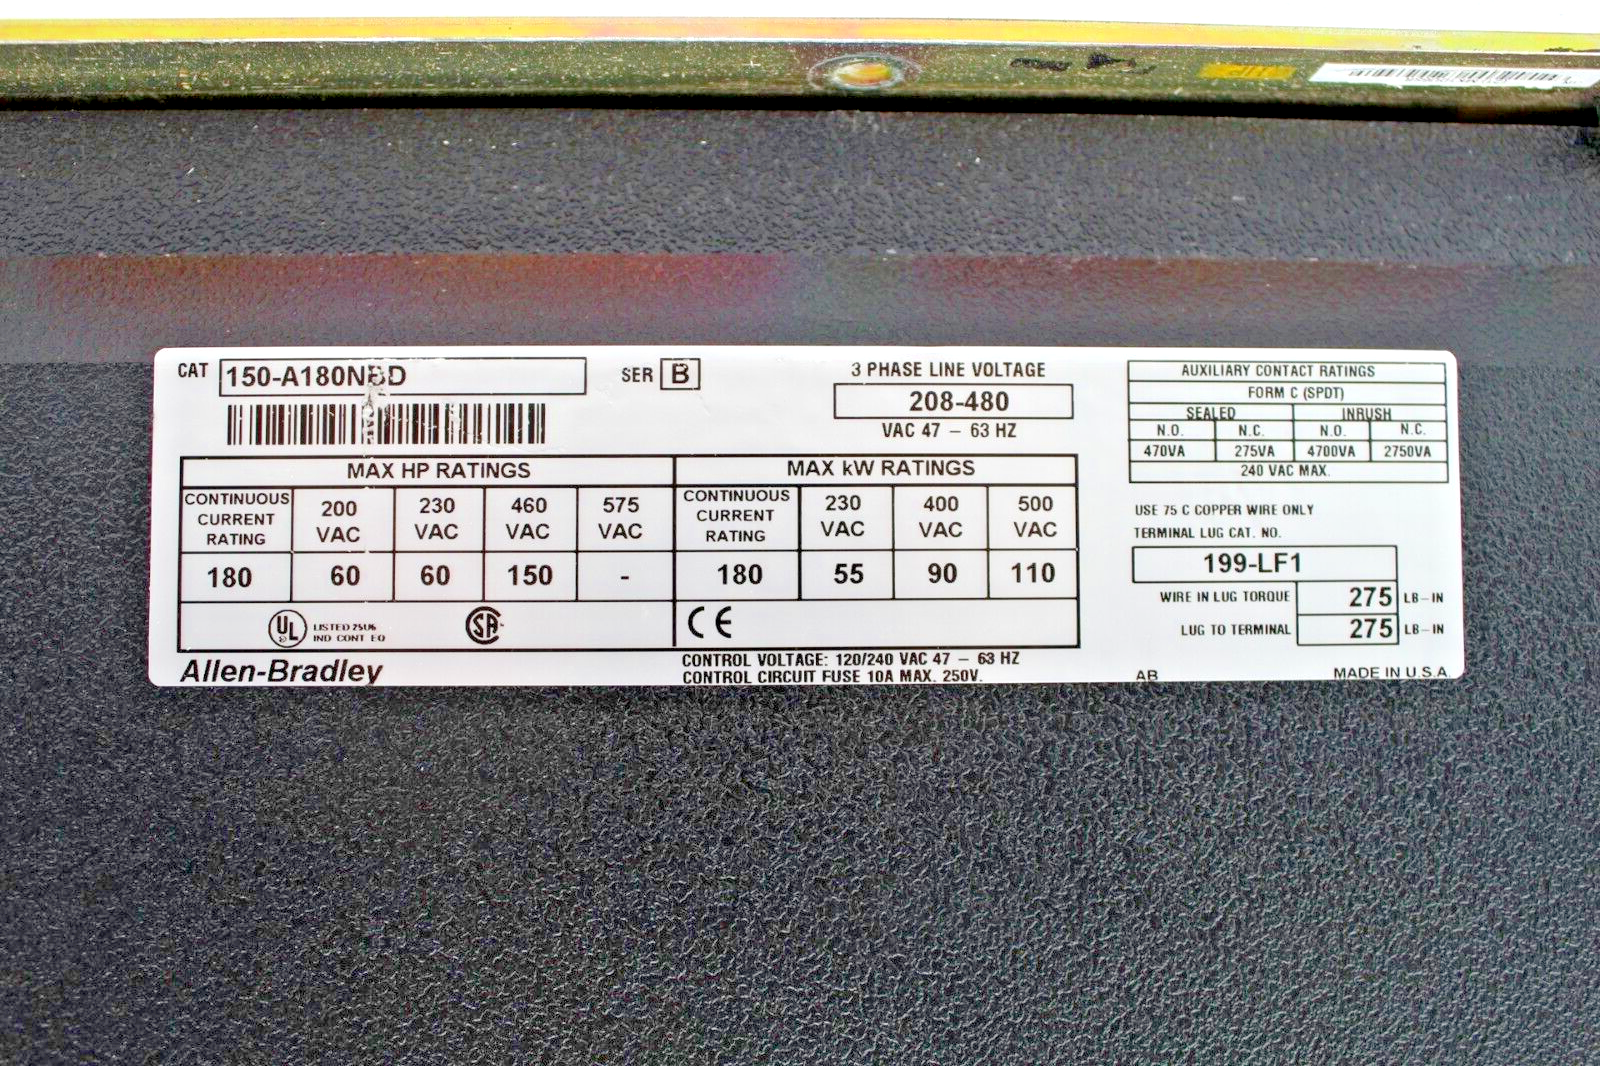 CAT 150-A180NBD
SER B
3 PHASE LINE VOLTAGE
208-480
VAC 47 – 63 HZ
MAX HP RATINGS
CONTINUOUS CURRENT RATING
200 VAC
230 VAC
460 VAC
575 VAC
180
60
60
150
-
MAX kW RATINGS
CONTINUOUS CURRENT RATING
230 VAC
400 VAC
500 VAC
180
55
90
110
UL
LISTED 25U6
IND CONT EQ
SA
CE
Allen-Bradley
CONTROL VOLTAGE: 120/240 VAC 47 – 63 HZ
CONTROL CIRCUIT FUSE 10A MAX. 250V.
AUXILIARY CONTACT RATINGS
FORM C (SPDT)
SEALED INRUSH
N.O. N.C. N.O. N.C.
470VA 275VA 4700VA 2750VA
240 VAC MAX.
USE 75 C COPPER WIRE ONLY
TERMINAL LUG CAT. NO.
199-LF1
WIRE IN LUG TORQUE 275 LB–IN
LUG TO TERMINAL 275 LB–IN
AB
MADE IN U.S.A.